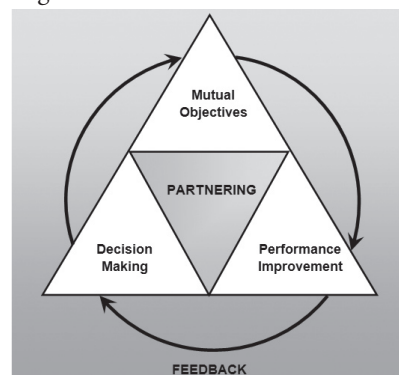 Mutual
Objectives
PARTNERING
Decision
Making
Performance
Improvement
FEEDBACK